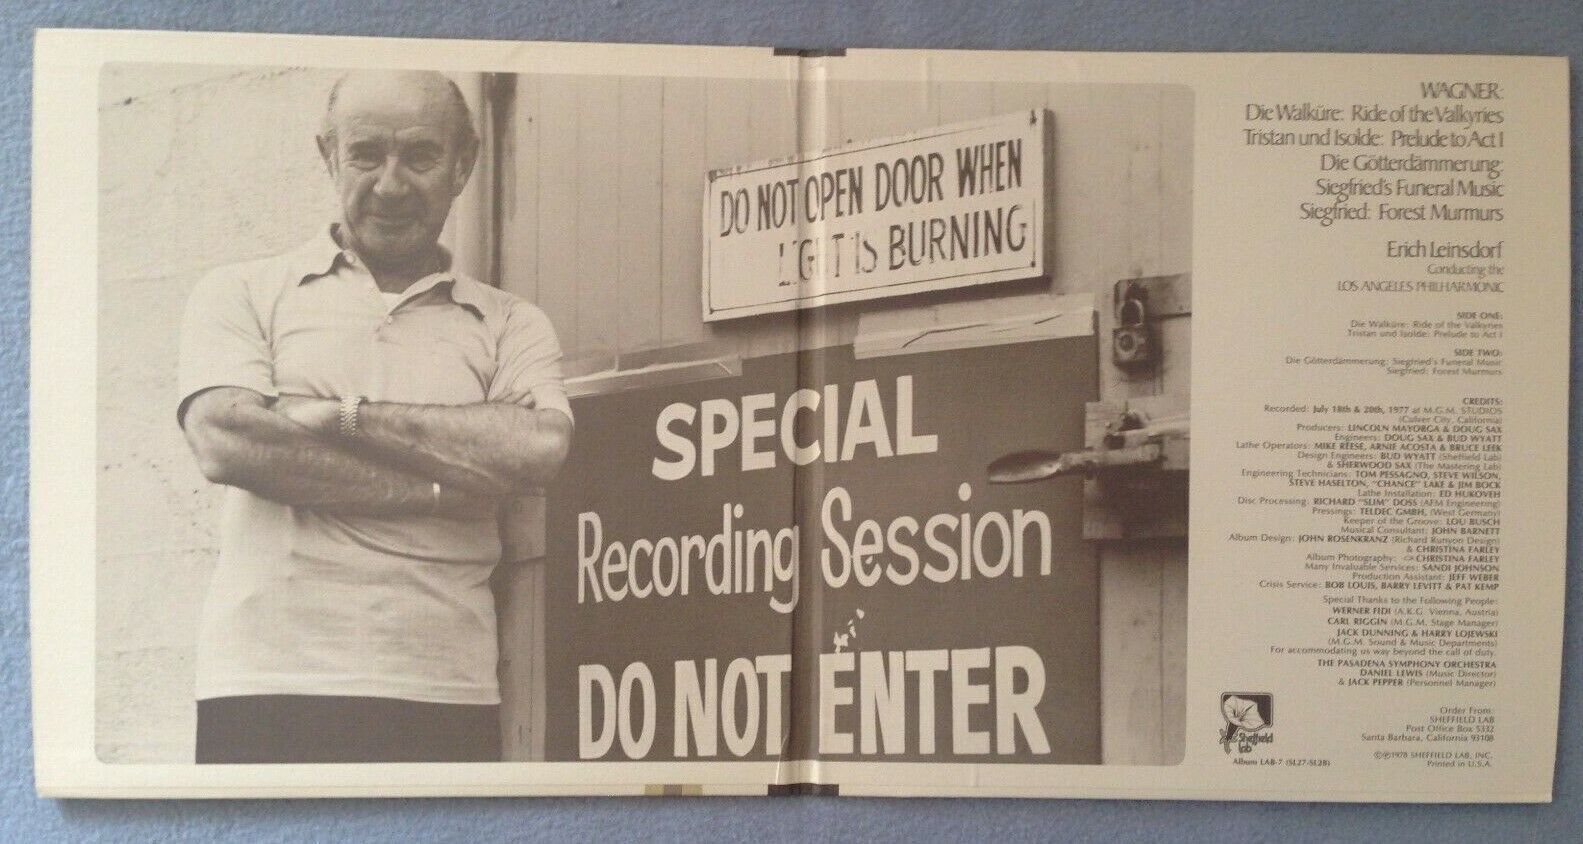 DO NOT OPEN DOOR WHEN
LIGHT IS BURNING
SPECIAL
Recording Session
DO NOT ENTER
WAGNER:
Die Walküre: Ride of the Valkyries
Tristan und Isolde: Prelude to Act I
Die Götterdämmerung:
Siegfried's Funeral Music
Siegfried: Forest Murmurs
Erich Leinsdorf
Conducting the
LOS ANGELES PHILHARMONIC
SIDE ONE:
Die Walküre: Ride of the Valkyries
Tristan und Isolde: Prelude to Act I
SIDE TWO:
Die Götterdämmerung: Siegfried's Funeral Music
Siegfried: Forest Murmurs
CREDITS:
Recorded: July 18th & 20th, 1977 at M.G.M. STUDIOS
(Culver City, California)
Producers: LINCOLN MAYORGA & DOUG SAX
Engineers: DOUG SAX & BUD WYATT
Lathe Operators: MIKE REESE, ARNIE ACOSTA & BRUCE LEEK
Design Engineers: BUD WYATT (Sheffield Lab)
& SHERWOOD SAX (The Mastering Lab)
Engineering Technicians: TOM PESSAGNO, STEVE WILSON,
STEVE HASELTON, "CHANCE" LAKE & JIM BOCK
Lathe Installation: ED HUKOVEH
Disc Processing: RICHARD "SLIM" DOSS (AFM Engineering)
Pressings: TELDEC GMBH, (West Germany)
Keeper of the Groove: LOU BUSCH
Musical Consultant: JOHN BARNETT
Album Design: JOHN ROSENKRANZ (Richard Runyon Design)
& CHRISTINA FARLEY
Album Photography: CHRISTINA FARLEY
Many Invaluable Services: SANDI JOHNSON
Production Assistant: JEFF WEBER
Crisis Service: BOB LOUIS, BARRY LEVITT & PAT KEMP
Special Thanks to the Following People:
WERNER FIDI (A.K.G. Vienna, Austria)
CARL RIGGIN (M.G.M. Stage Manager)
JACK DUNNING & HARRY LOJEWSKI
(M.G.M. Sound & Music Departments)
For accommodating us way beyond the call of duty.
THE PASADENA SYMPHONY ORCHESTRA
DANIEL LEWIS (Music Director)
& JACK PEPPER (Personnel Manager)
Order From:
SHEFFIELD LAB
Post Office Box 5332
Santa Barbara, California 93108
©℗1978 SHEFFIELD LAB, INC.
Printed in U.S.A.
Sheffield
Lab
Album LAB-7 (SL27-SL28)